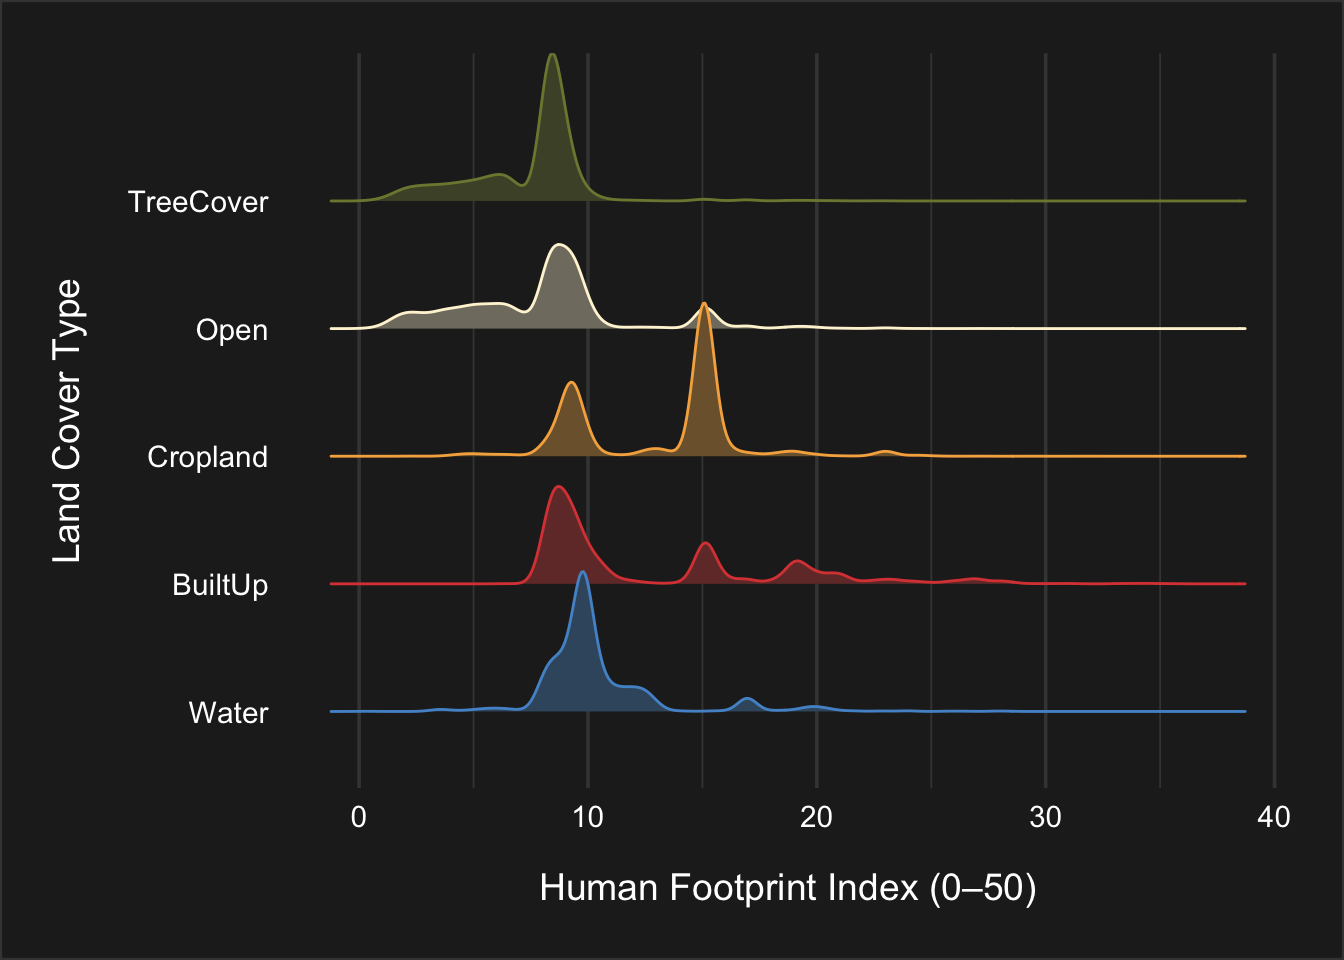 TreeCover
Open
Cropland
BuiltUp
Water
Land Cover Type
0 10 20 30 40
Human Footprint Index (0–50)